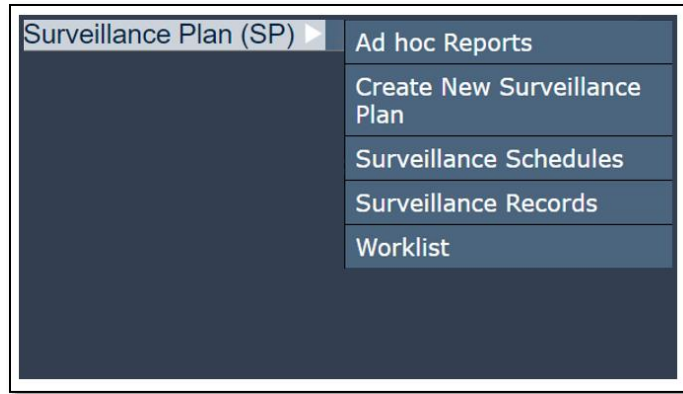 Surveillance Plan (SP)
Ad hoc Reports
Create New Surveillance
Plan
Surveillance Schedules
Surveillance Records
Worklist